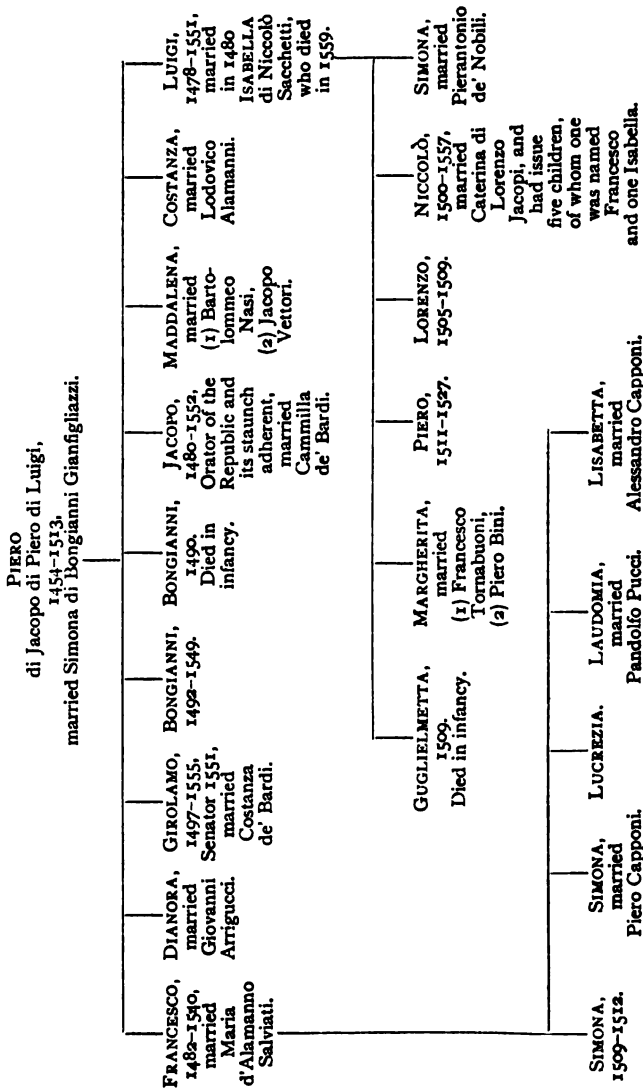 PIERO
di Jacopo di Piero di Luigi,
1454–1513,
married Simona di Bongianni Gianfigliazzi.
FRANCESCO,
1482–1540,
married
Maria
d'Alamanno
Salviati.
DIANORA,
married
Giovanni
Arrigucci.
GIROLAMO,
1497–1555,
Senator 1551,
married
Costanza
de' Bardi.
BONGIANNI,
1492–1549.
BONGIANNI,
1490.
Died in
infancy.
JACOPO,
1480–1552,
Orator of the
Republic and
its staunch
adherent,
married
Cammilla
de' Bardi.
MADDALENA,
married
(1) Barto-
lommeo
Nasi,
(2) Jacopo
Vettori.
COSTANZA,
married
Lodovico
Alamanni.
LUIGI,
1478–1551,
married
in 1480
ISABELLA
di Niccolò
Sacchetti,
who died
in 1559.
GUGLIELMETTA,
1509.
Died in infancy.
MARGHERITA,
married
(1) Francesco
Tornabuoni,
(2) Piero Bini.
PIERO,
1511–1527.
LORENZO,
1505–1509.
NICCOLÒ,
1500–1557,
married
Caterina di
Lorenzo
Jacopi, and
had issue
five children,
of whom one
was named
Francesco
and one Isabella.
SIMONA,
married
Pierantonio
de' Nobili.
SIMONA,
1509–1512.
SIMONA,
married
Piero Capponi.
LUCREZIA.
LAUDOMIA,
married
Pandolfo Pucci.
LISABETTA,
married
Alessandro Capponi.